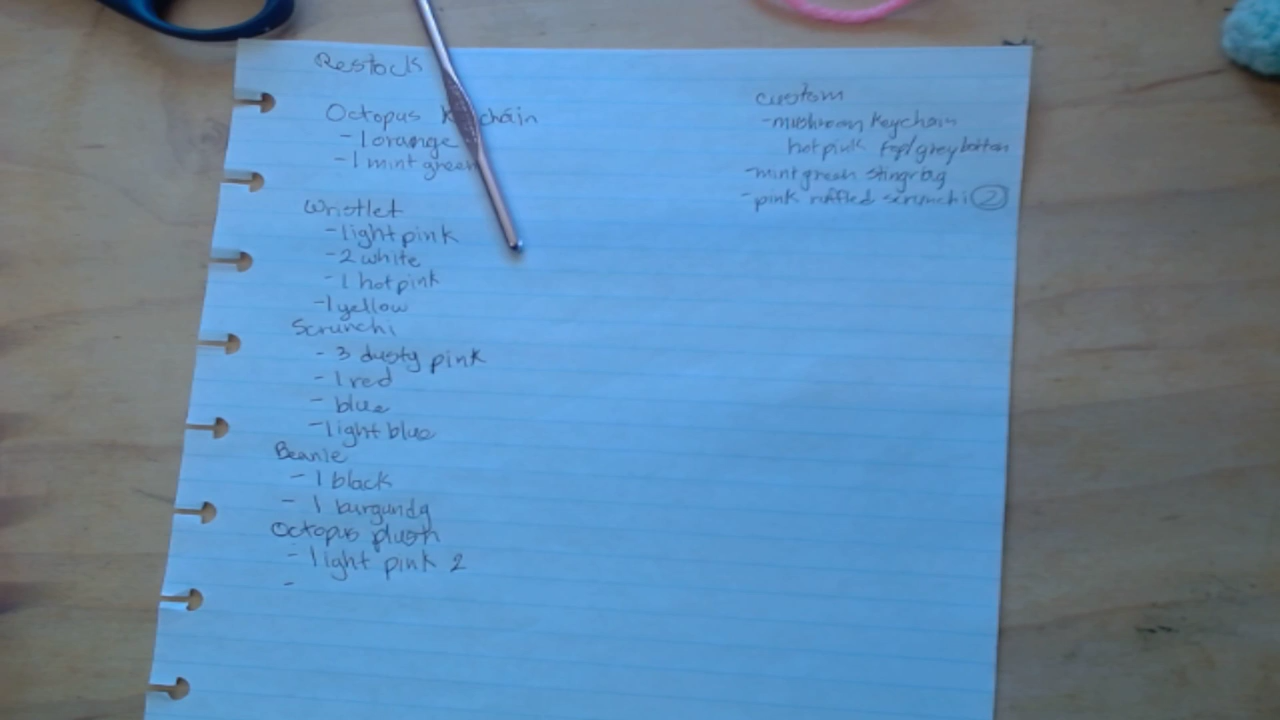 Restock
Octopus keychain
- 1 orange
- 1 mint green
Wristlet
- light pink
- 2 white
- 1 hot pink
- 1 yellow
Scrunchi
- 3 dusty pink
- 1 red
- blue
- light blue
Beanie
- 1 black
- 1 burgundy
Octopus plush
- light pink 2
-
custom
- mushroom keychain
hot pink top/grey bottom
- mint green
- pink ruffled scrunchi 2